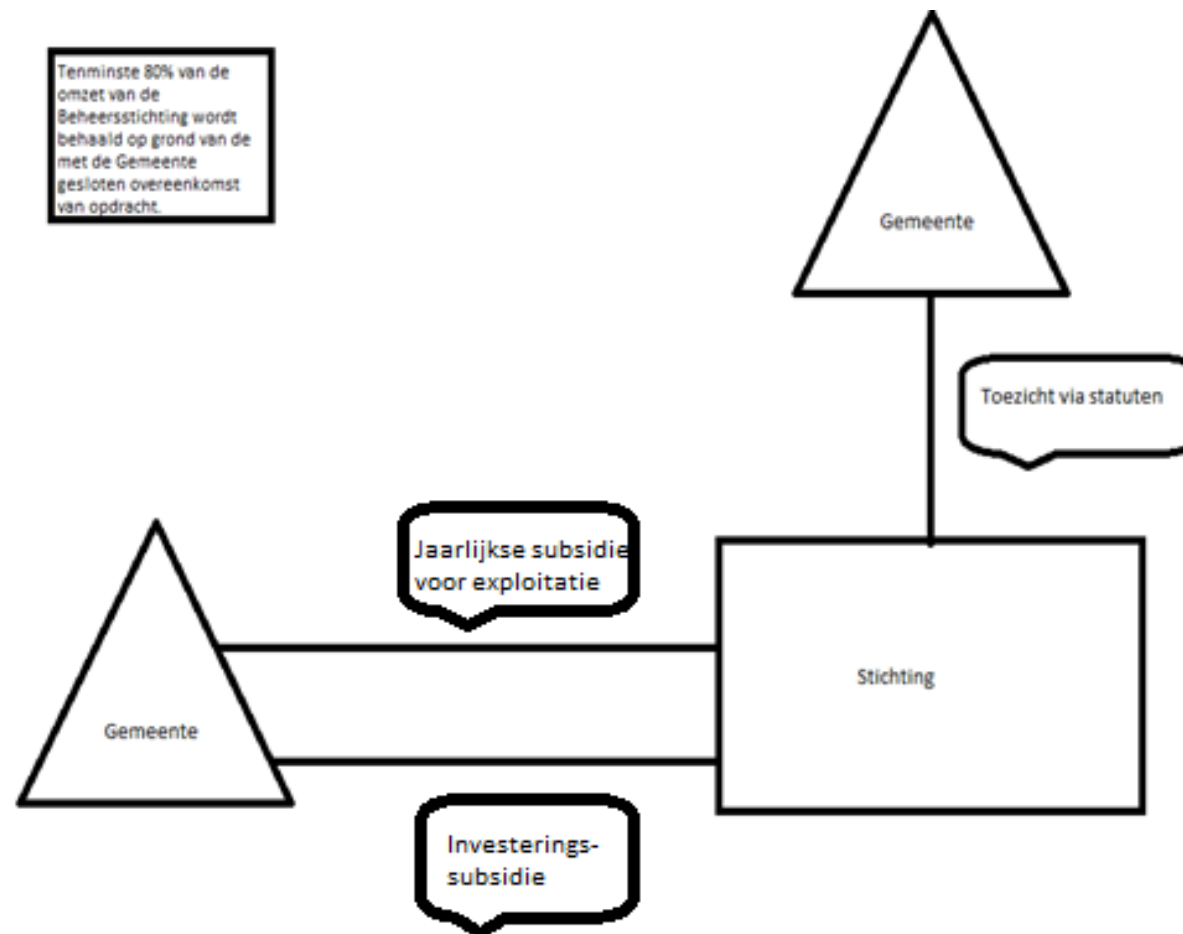 Tenminste 80% van de
omzet van de
Beheersstichting wordt
behaald op grond van de
met de Gemeente
gesloten overeenkomst
van opdracht.
Gemeente
Toezicht via statuten
Jaarlijkse subsidie
voor exploitatie
Stichting
Gemeente
Investerings-
subsidie